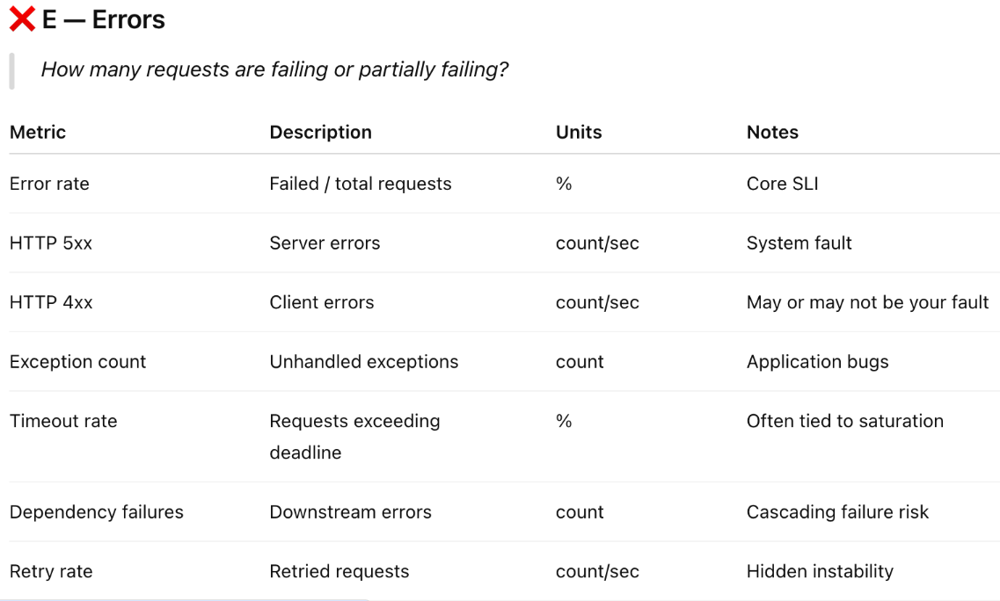 ❌ E — Errors
How many requests are failing or partially failing?
Metric Description Units Notes
Error rate Failed / total requests % Core SLI
HTTP 5xx Server errors count/sec System fault
HTTP 4xx Client errors count/sec May or may not be your fault
Exception count Unhandled exceptions count Application bugs
Timeout rate Requests exceeding % Often tied to saturation
deadline
Dependency failures Downstream errors count Cascading failure risk
Retry rate Retried requests count/sec Hidden instability